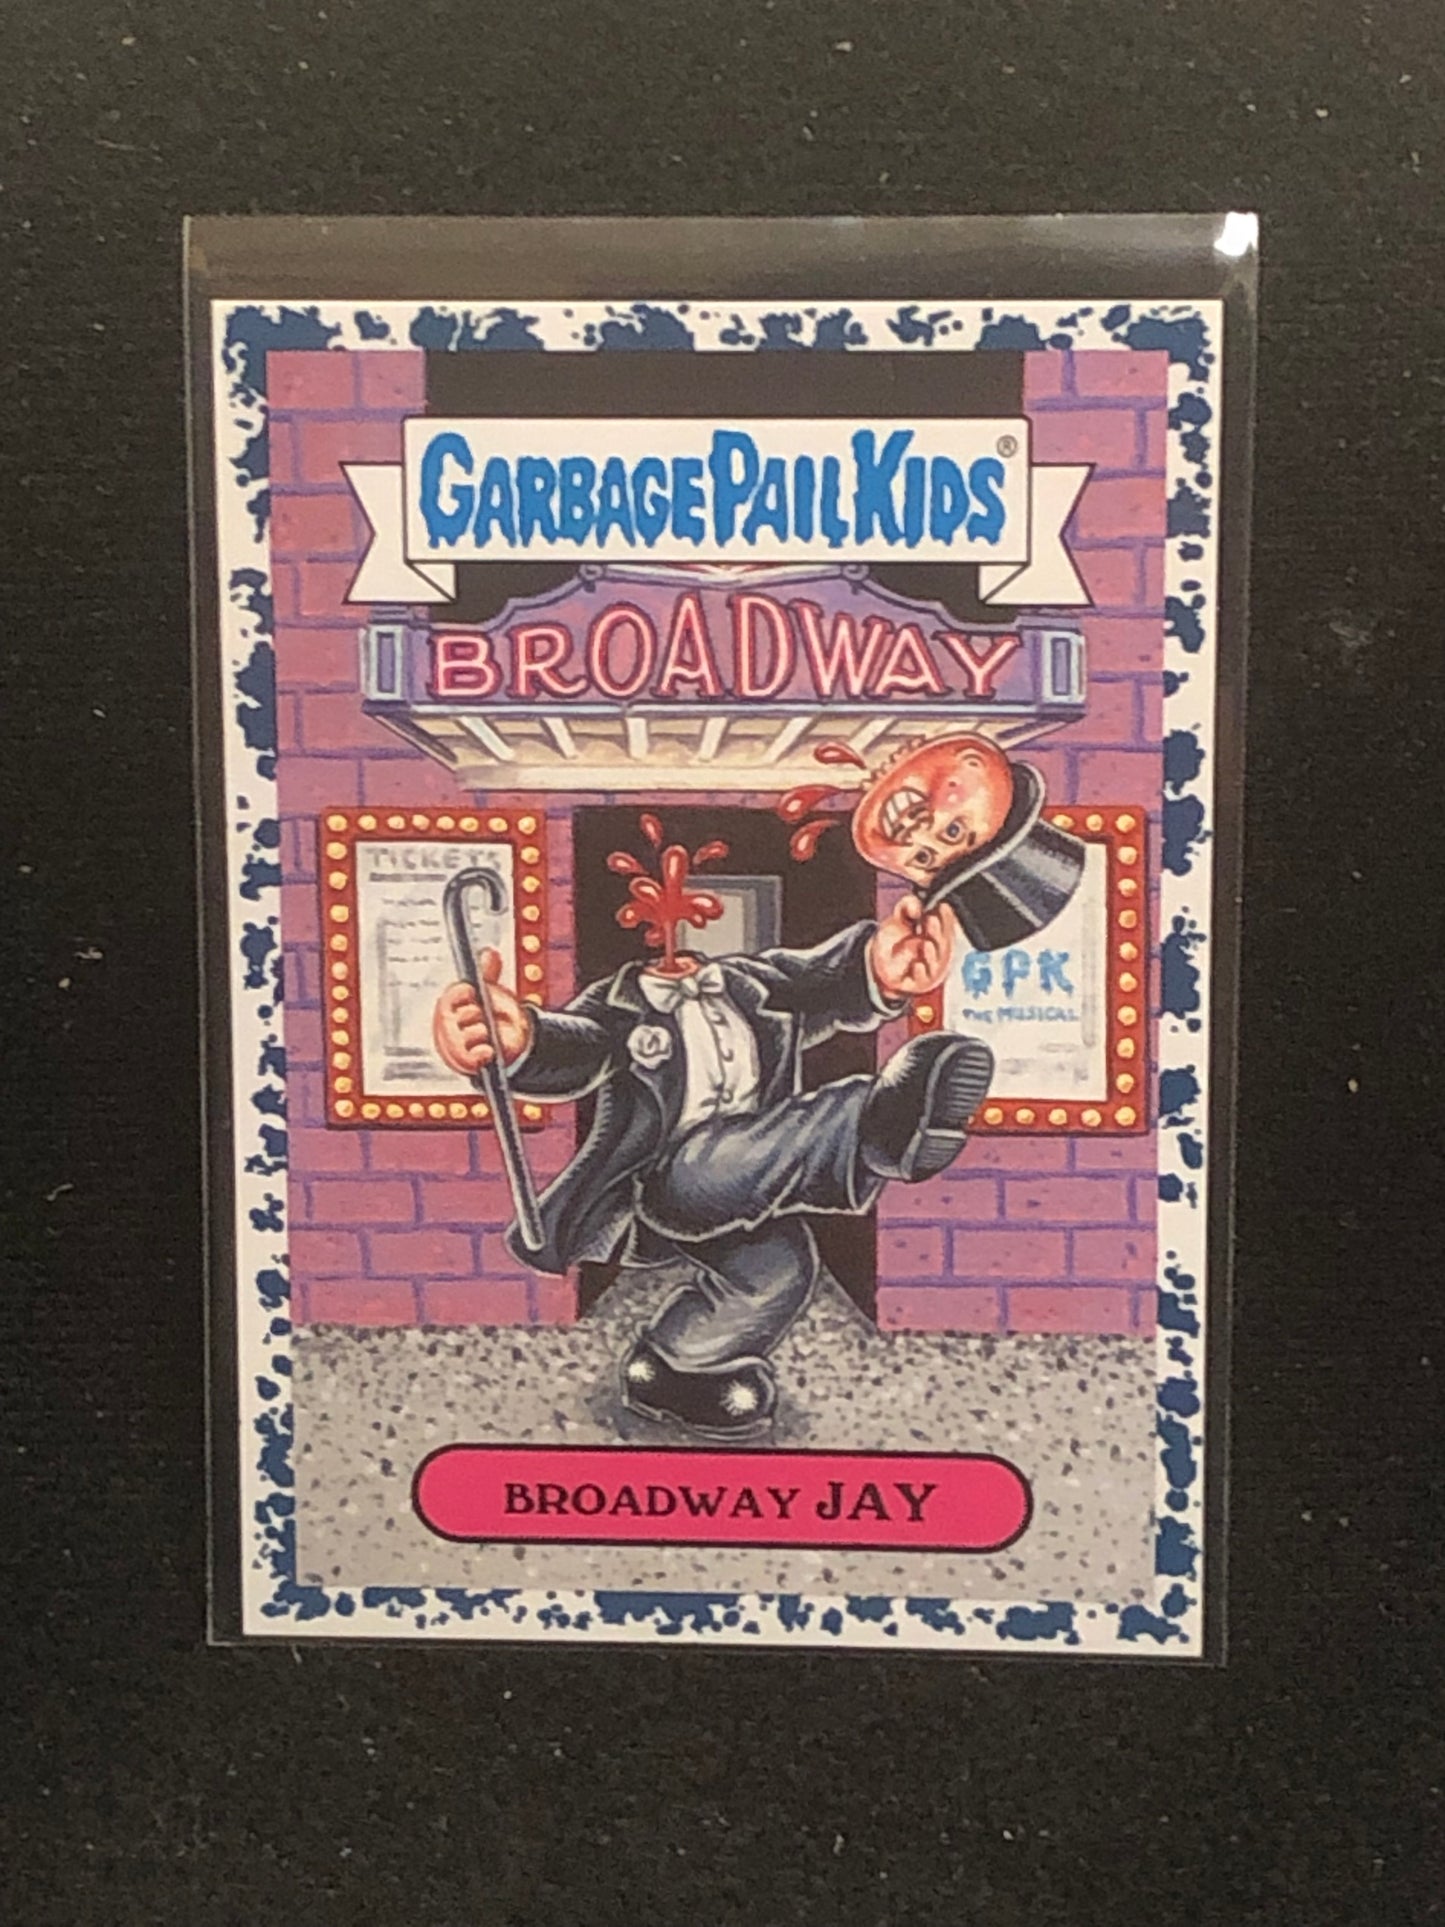 GARBAGE PAIL KIDS®
BROADWAY
TICKETS
GPK
THE MUSICAL
BROADWAY JAY